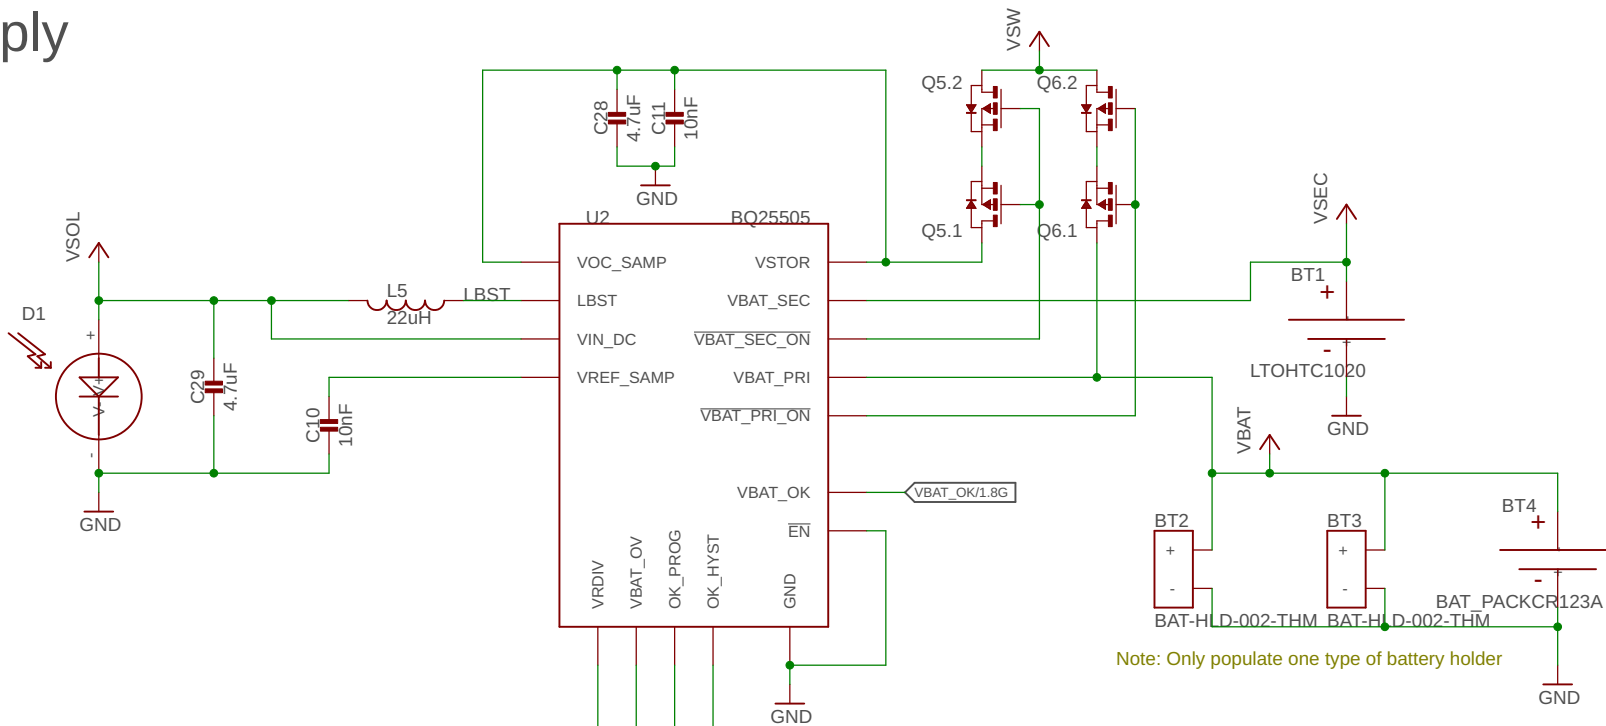 ply
VSW
Q5.2
Q6.2
C28
4.7uF
C11
10nF
GND
VSEC
Q5.1
Q6.1
U2
BQ25505
VSOL
VOC_SAMP
VSTOR
BT1
+
L5
LBST
LBST
VBAT_SEC
D1
22uH
+
VIN_DC
VBAT_SEC_ON
-
LTOHTC1020
VREF_SAMP
VBAT_PRI
C29
4.7uF
C10
10nF
VBAT_PRI_ON
GND
VBAT
-
VBAT_OK
VBAT_OK/1.8G
BT4
GND
EN
BT2
BT3
+
+
+
-
-
-
VRDIV
VBAT_OV
OK_PROG
OK_HYST
GND
BAT_PACKCR123A
BAT-HLD-002-THM
BAT-HLD-002-THM
Note: Only populate one type of battery holder
GND
GND